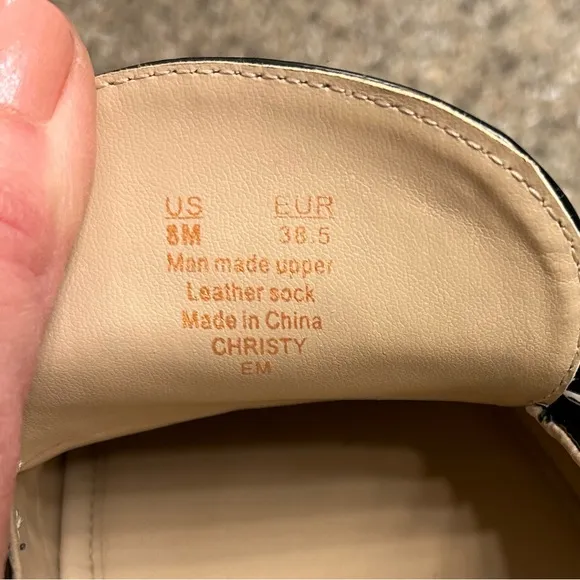 US EUR
8M 38.5
Man made upper
Leather sock
Made in China
CHRISTY
EM